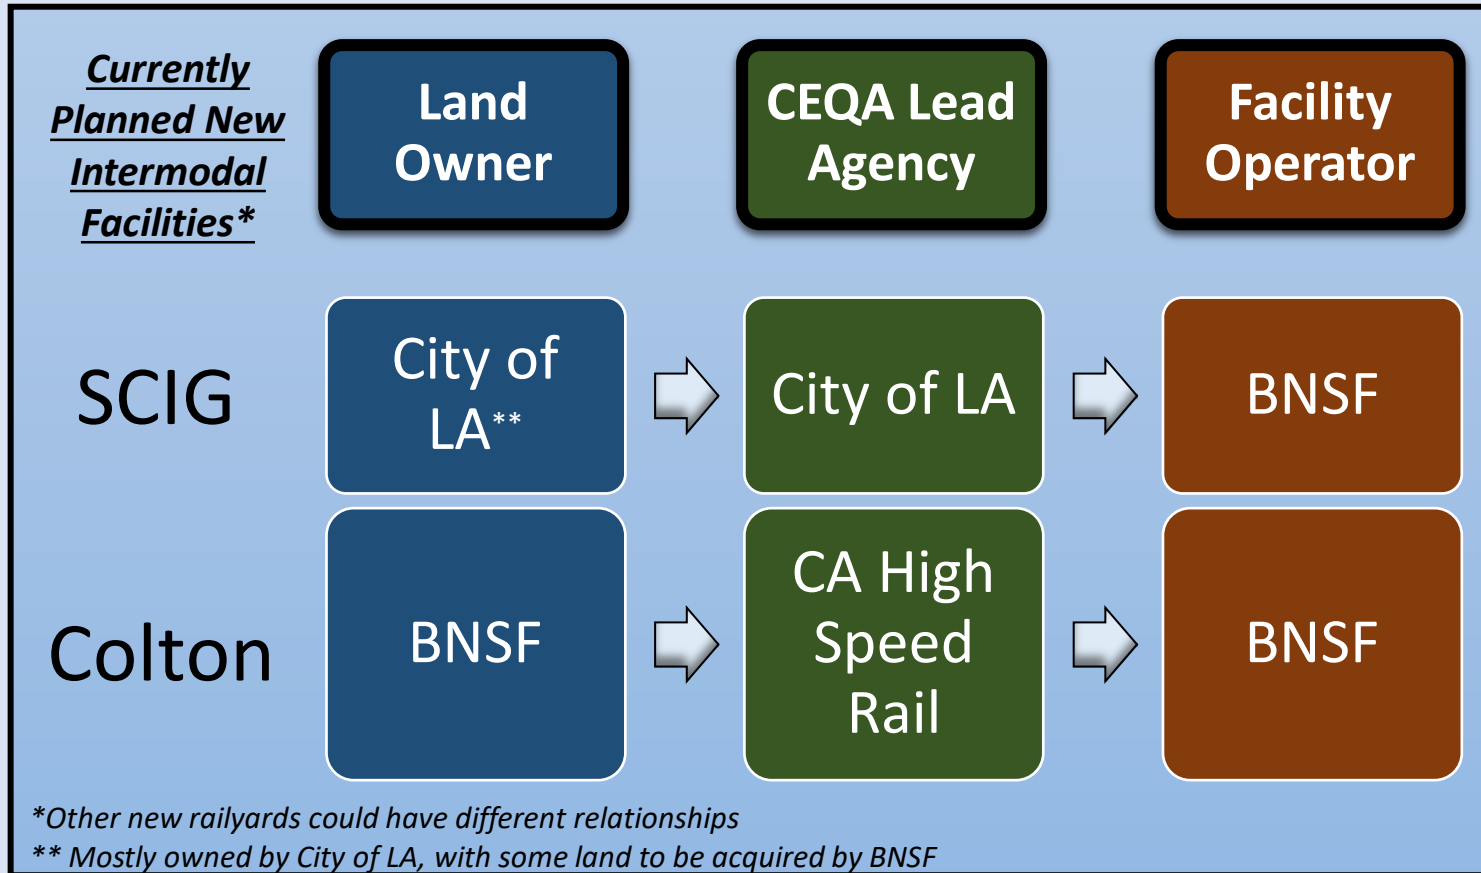 Currently
Planned New
Intermodal
Facilities*
Land
Owner
CEQA Lead
Agency
Facility
Operator
SCIG
City of
LA**
City of LA
BNSF
Colton
BNSF
CA High
Speed
Rail
BNSF
*Other new railyards could have different relationships
** Mostly owned by City of LA, with some land to be acquired by BNSF